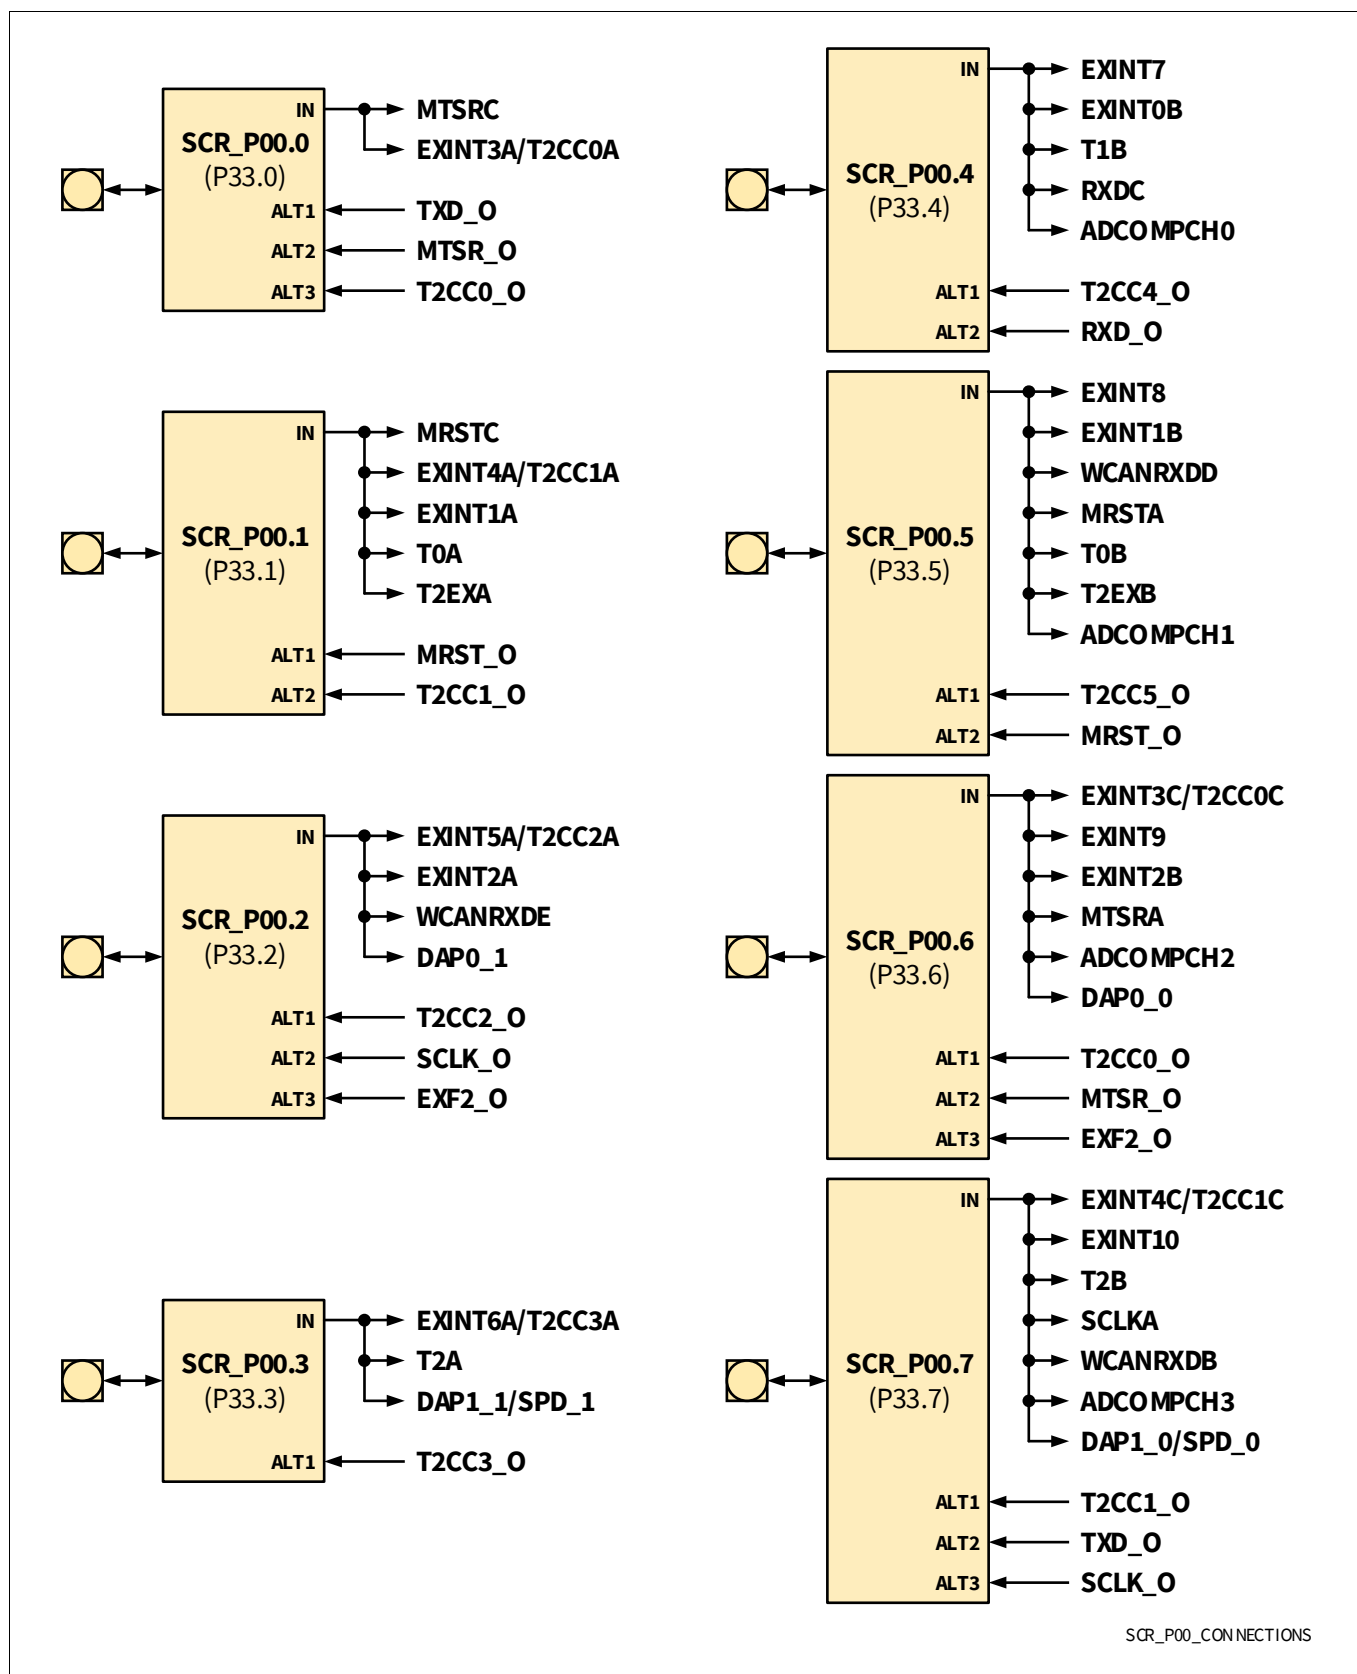 IN
MTSRC
SCR_P00.0
(P33.0)
EXINT3A/T2CC0A
ALT1
TXD_O
ALT2
MTSR_O
ALT3
T2CC0_O
IN
MRSTC
EXINT4A/T2CC1A
EXINT1A
SCR_P00.1
(P33.1)
T0A
T2EXA
ALT1
MRST_O
ALT2
T2CC1_O
IN
EXINT5A/T2CC2A
EXINT2A
SCR_P00.2
(P33.2)
WCANRXDE
DAP0_1
ALT1
T2CC2_O
ALT2
SCLK_O
ALT3
EXF2_O
IN
EXINT6A/T2CC3A
SCR_P00.3
(P33.3)
T2A
DAP1_1/SPD_1
ALT1
T2CC3_O
IN
EXINT7
EXINT0B
T1B
SCR_P00.4
(P33.4)
RXDC
ADCOMPCH0
ALT1
T2CC4_O
ALT2
RXD_O
IN
EXINT8
EXINT1B
WCANRXDD
MRSTA
SCR_P00.5
(P33.5)
T0B
T2EXB
ADCOMPCH1
ALT1
T2CC5_O
ALT2
MRST_O
IN
EXINT3C/T2CC0C
EXINT9
EXINT2B
MTSRA
SCR_P00.6
(P33.6)
ADCOMPCH2
DAP0_0
ALT1
T2CC0_O
ALT2
MTSR_O
ALT3
EXF2_O
IN
EXINT4C/T2CC1C
EXINT10
T2B
SCLKA
SCR_P00.7
(P33.7)
WCANRXDB
ADCOMPCH3
DAP1_0/SPD_0
ALT1
T2CC1_O
ALT2
TXD_O
ALT3
SCLK_O
SCR_P00_CONNECTIONS